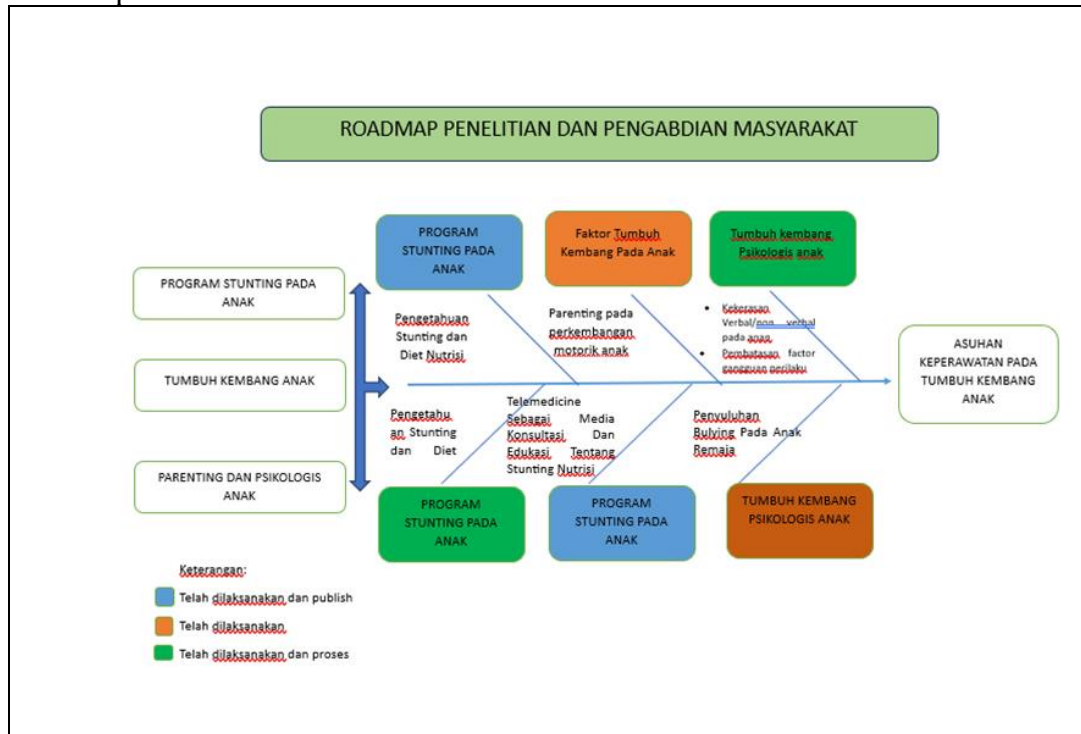 ROADMAP PENELITIAN DAN PENGABDIAN MASYARAKAT
PROGRAM STUNTING PADA
ANAK
TUMBUH KEMBANG ANAK
PARENTING DAN PSIKOLOGIS
ANAK
PROGRAM
STUNTING PADA
ANAK
Faktor Tumbuh
Kembang Pada Anak
Tumbuh kembang
Psikologis anak
Pengetahuan
Stunting dan
Diet Nutrisi
Parenting pada
perkembangan
motorik anak
• Kekerasan
Verbal/non verbal
pada anan
• Pembatasan factor
gangguan perilaku
ASUHAN
KEPERAWATAN PADA
TUMBUH KEMBANG
ANAK
Pengetahu
an Stunting
dan Diet
Telemedicine
Sebagai Media
Konsultasi Dan
Edukasi Tentang
Stunting Nutrisi
Penyuluhan
Bulying Pada Anak
Remaja
PROGRAM
STUNTING PADA
ANAK
PROGRAM
STUNTING PADA
ANAK
TUMBUH KEMBANG
PSIKOLOGIS ANAK
Keterangan:
Telah dilaksanakan dan publish
Telah dilaksanakan
Telah dilaksanakan dan proses